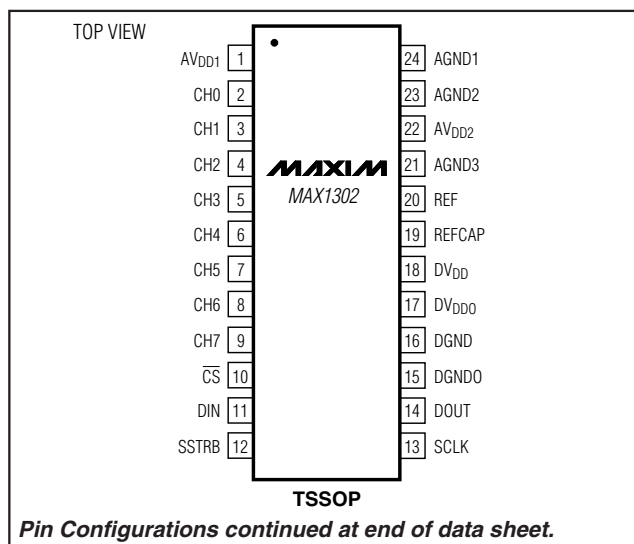 TOP VIEW
AVDD1 1 24 AGND1
CH0 2 23 AGND2
CH1 3 22 AVDD2
CH2 4 MAXIM 21 AGND3
CH3 5 MAX1302 20 REF
CH4 6 19 REFCAP
CH5 7 18 DVDD
CH6 8 17 DVDDO
CH7 9 16 DGND
C̅S̅ 10 15 DGNDO
DIN 11 14 DOUT
SSTRB 12 13 SCLK
TSSOP
Pin Configurations continued at end of data sheet.